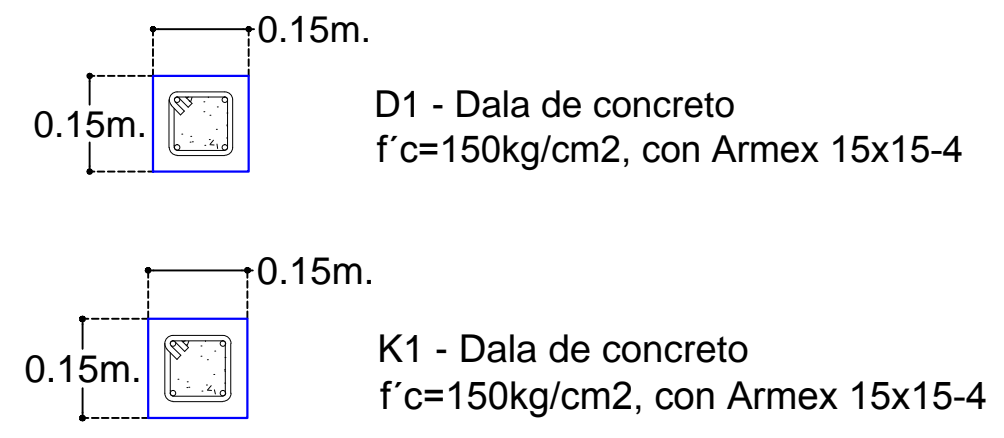 0.15m.
0.15m.
D1 - Dala de concreto
f´c=150kg/cm2, con Armex 15x15-4
0.15m.
0.15m.
K1 - Dala de concreto
f´c=150kg/cm2, con Armex 15x15-4